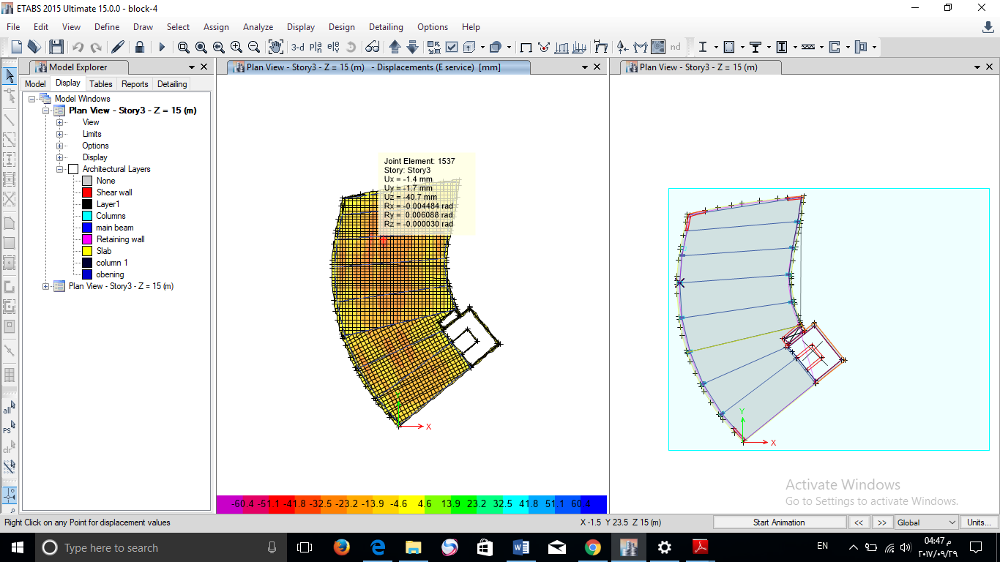 ETABS 2015 Ultimate 15.0.0 - block-4
File Edit View Define Draw Select Assign Analyze Display Design Detailing Options Help
3-d pla ele nd
Model Explorer
Model Display Tables Reports Detailing
Model Windows
Plan View - Story3 - Z = 15 (m)
View
Limits
Options
Display
Architectural Layers
None
Shear wall
Layer1
Columns
main beam
Retaining wall
Slab
column 1
obening
Plan View - Story3 - Z = 15 (m)
all
PS
clr
Plan View - Story3 - Z = 15 (m) - Displacements (E service) [mm]
Joint Element: 1537
Story: Story3
Ux = -1.4 mm
Uy = -1.7 mm
Uz = -40.7 mm
Rx = -0.004484 rad
Ry = 0.006088 rad
Rz = -0.000030 rad
X
-60.4 -51.1 -41.8 -32.5 -23.2 -13.9 -4.6 4.6 13.9 23.2 32.5 41.8 51.1 60.4
Plan View - Story3 - Z = 15 (m)
Y
X
Activate Windows
Go to Settings to activate Windows.
Right Click on any Point for displacement values
X -1.5 Y 23.5 Z 15 (m)
Start Animation << >> Global Units...
Type here to search
EN
04:47 م
٢٠١٧/٠٩/٢٩